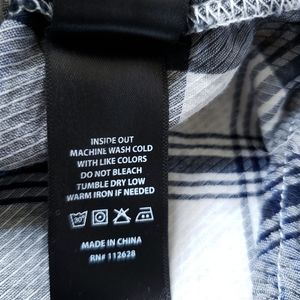 INSIDE OUT
MACHINE WASH COLD
WITH LIKE COLORS
DO NOT BLEACH
TUMBLE DRY LOW
WARM IRON IF NEEDED
30°
MADE IN CHINA
RN# 112628